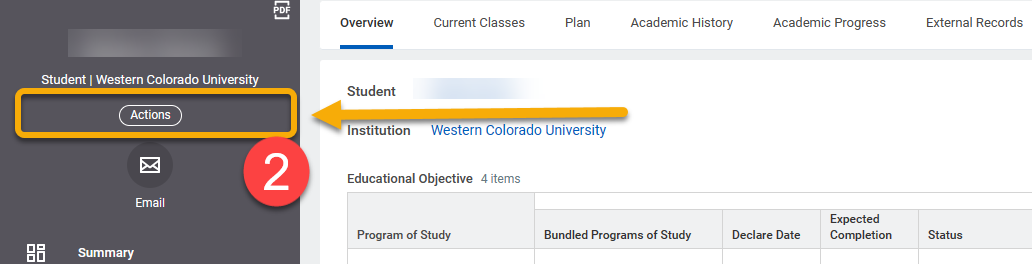 PDF
Student | Western Colorado University
Actions
2
Email
Summary
Overview Current Classes Plan Academic History Academic Progress External Records
Student
Institution Western Colorado University
Educational Objective 4 items
Program of Study Bundled Programs of Study Declare Date Expected Completion Status